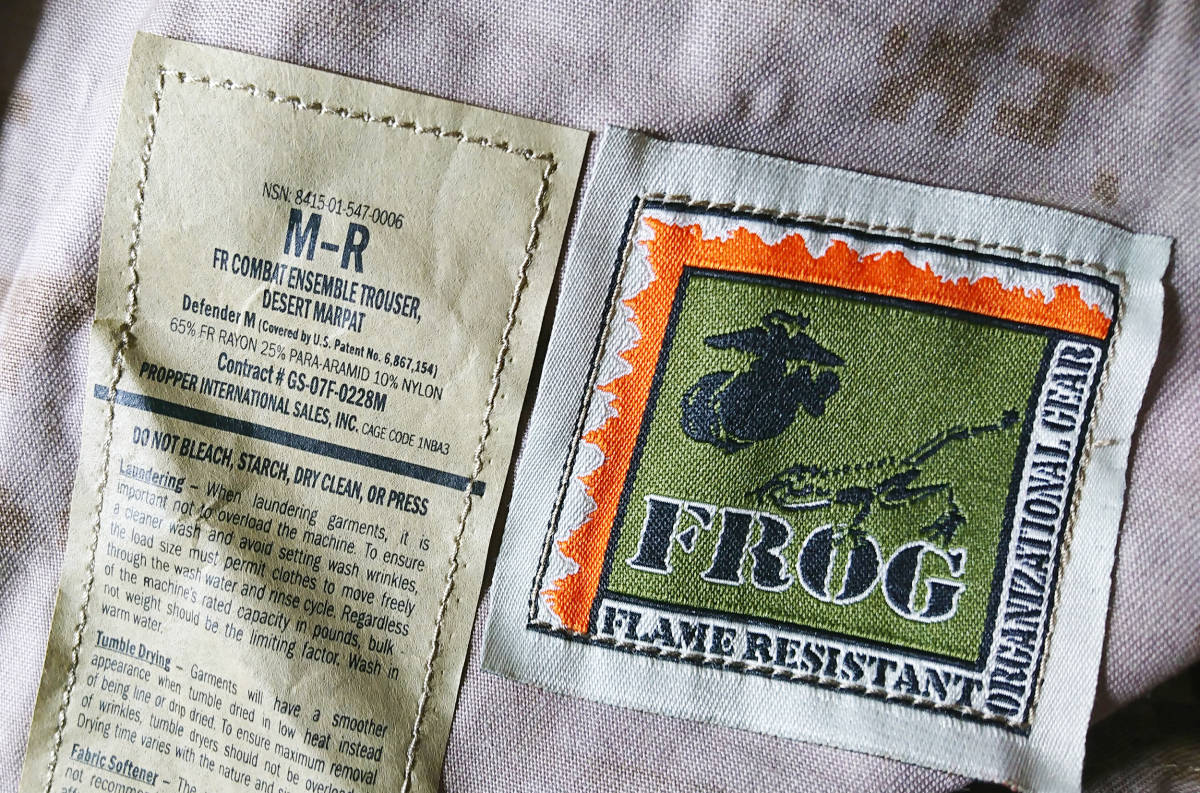 NSN: 8415-01-547-0006
M–R
FR COMBAT ENSEMBLE TROUSER,
DESERT MARPAT
Defender M (Covered by U.S. Patent No. 6,867,154)
65% FR RAYON 25% PARA-ARAMID 10% NYLON
Contract # GS-07F-0228M
PROPPER INTERNATIONAL SALES, INC. CAGE CODE 1NBA3
DO NOT BLEACH, STARCH, DRY CLEAN, OR PRESS
Laundering – When laundering garments, it is
important not to overload the machine. To ensure
a cleaner wash and avoid setting wash wrinkles,
the load size must permit clothes to move freely
through the wash water and rinse cycle. Regardless
of the machine's rated capacity in pounds, bulk
not weight should be the limiting factor. Wash in
warm water.
Tumble Drying – Garments will have a smoother
appearance when tumble dried in low heat instead
of being line or drip dried. To ensure maximum removal
of wrinkles, tumble dryers should not be
Drying time varies with the nature and
Fabric Softener – The
not
FROG
FLAME RESISTANT
ORGANIZATIONAL GEAR